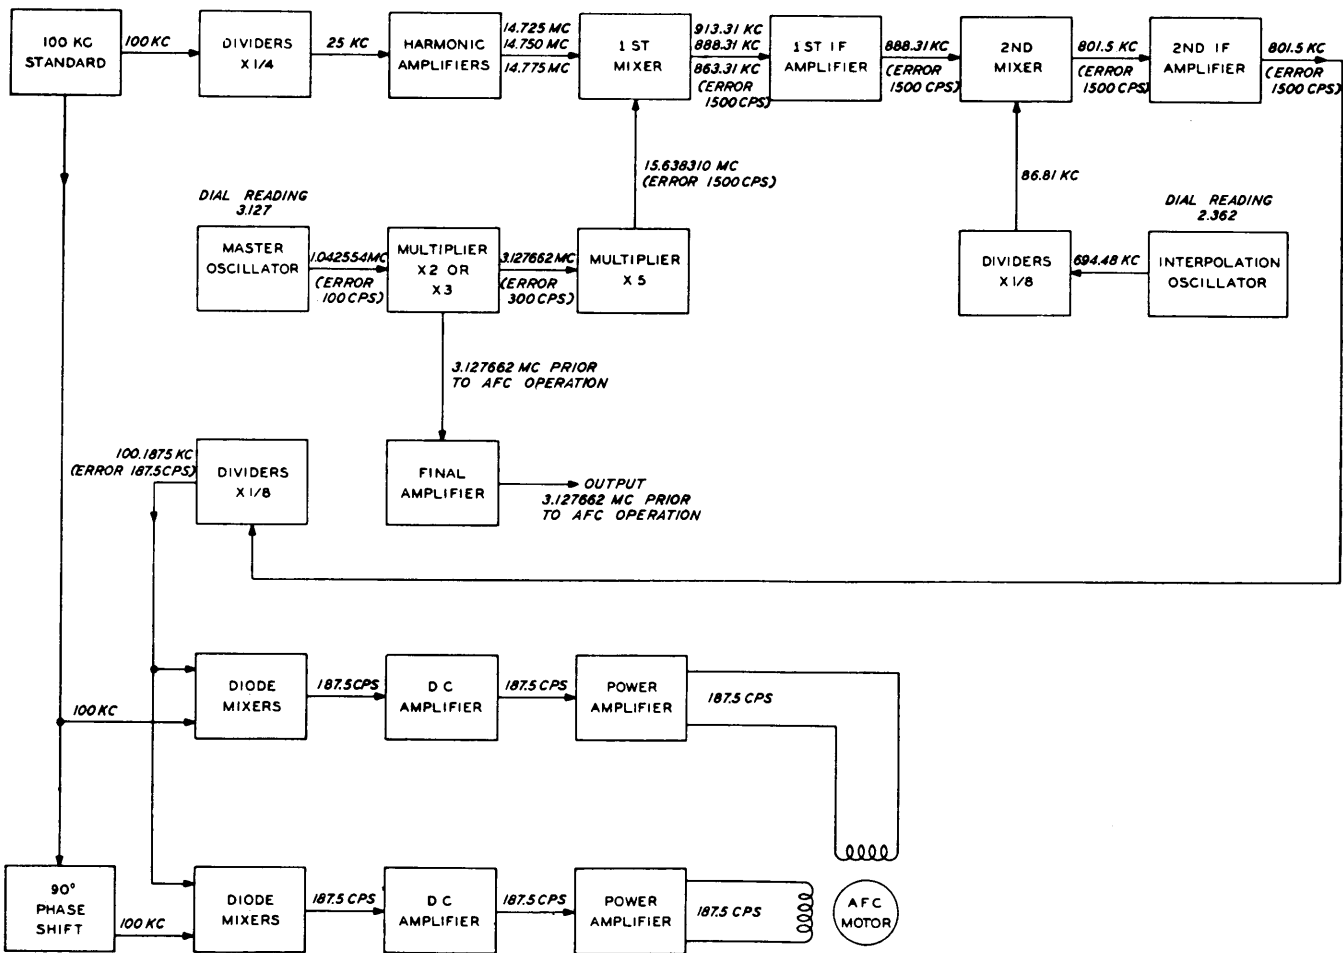 100 KC
STANDARD
100 KC
DIVIDERS
X 1/4
25 KC
HARMONIC
AMPLIFIERS
14.725 MC
14.750 MC
14.775 MC
1 ST
MIXER
913.31 KC
888.31 KC
863.31 KC
(ERROR
1500 CPS)
1 ST IF
AMPLIFIER
888.31 KC
(ERROR
1500 CPS)
2ND
MIXER
801.5 KC
(ERROR
1500 CPS)
2ND IF
AMPLIFIER
801.5 KC
(ERROR
1500 CPS)
15.638310 MC
(ERROR 1500 CPS)
86.81 KC
DIAL READING
3.127
MASTER
OSCILLATOR
1.042554 MC
(ERROR
100 CPS)
MULTIPLIER
X 2 OR
X 3
3.127662 MC
(ERROR
300 CPS)
MULTIPLIER
X 5
DIVIDERS
X 1/8
694.48 KC
DIAL READING
2.362
INTERPOLATION
OSCILLATOR
3.127662 MC PRIOR
TO AFC OPERATION
100.1875 KC
(ERROR 187.5 CPS)
DIVIDERS
X 1/8
FINAL
AMPLIFIER
OUTPUT
3.127662 MC PRIOR
TO AFC OPERATION
100 KC
DIODE
MIXERS
187.5 CPS
D C
AMPLIFIER
187.5 CPS
POWER
AMPLIFIER
187.5 CPS
90°
PHASE
SHIFT
100 KC
DIODE
MIXERS
187.5 CPS
D C
AMPLIFIER
187.5 CPS
POWER
AMPLIFIER
187.5 CPS
AFC
MOTOR